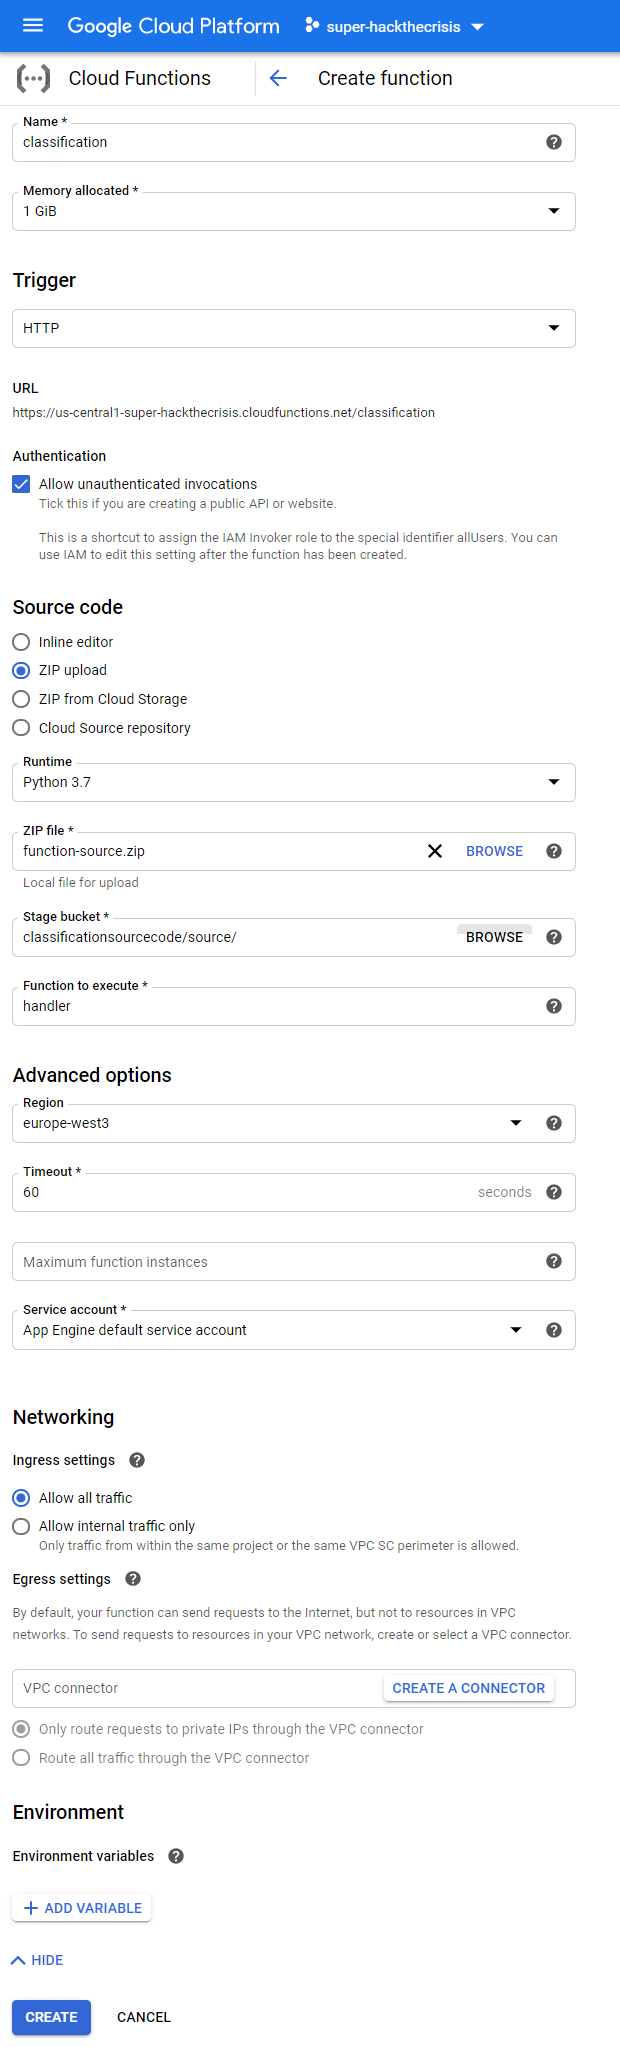 Google Cloud Platform super-hackthecrisis
Cloud Functions Create function
Name *
classification
Memory allocated *
1 GiB
Trigger
HTTP
URL
https://us-central1-super-hackthecrisis.cloudfunctions.net/classification
Authentication
Allow unauthenticated invocations
Tick this if you are creating a public API or website.
This is a shortcut to assign the IAM Invoker role to the special identifier allUsers. You can
use IAM to edit this setting after the function has been created.
Source code
Inline editor
ZIP upload
ZIP from Cloud Storage
Cloud Source repository
Runtime
Python 3.7
ZIP file *
function-source.zip BROWSE
Local file for upload
Stage bucket *
classificationsourcecode/source/ BROWSE
Function to execute *
handler
Advanced options
Region
europe-west3
Timeout *
60 seconds
Maximum function instances
Service account *
App Engine default service account
Networking
Ingress settings
Allow all traffic
Allow internal traffic only
Only traffic from within the same project or the same VPC SC perimeter is allowed.
Egress settings
By default, your function can send requests to the Internet, but not to resources in VPC
networks. To send requests to resources in your VPC network, create or select a VPC connector.
VPC connector CREATE A CONNECTOR
Only route requests to private IPs through the VPC connector
Route all traffic through the VPC connector
Environment
Environment variables
ADD VARIABLE
HIDE
CREATE CANCEL